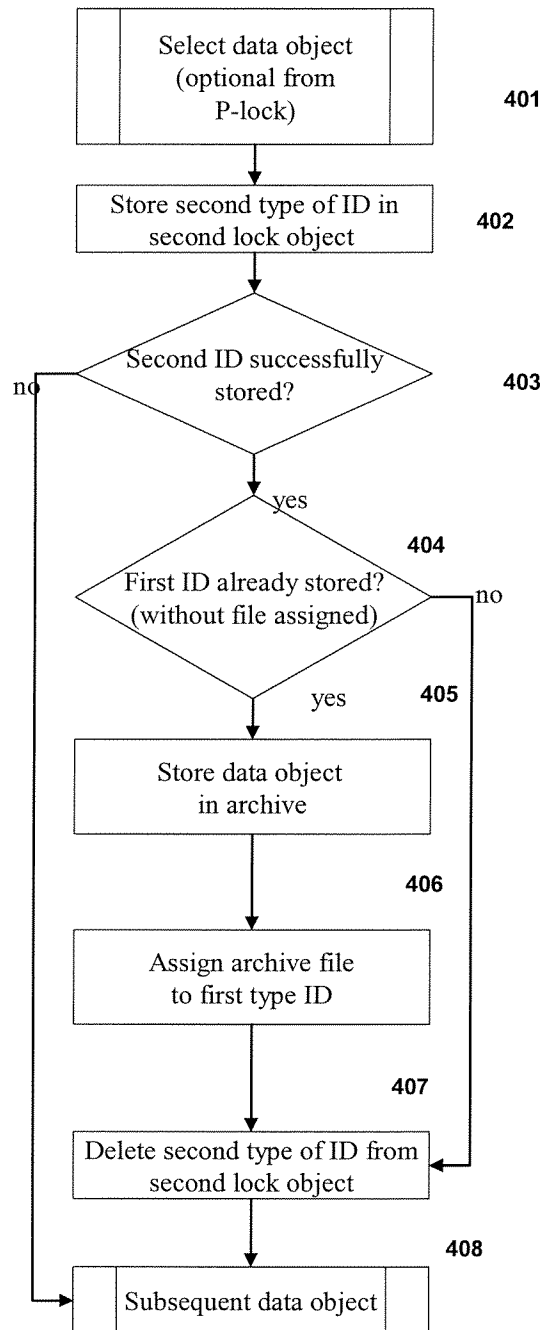 Select data object
(optional from
P-lock)
401
Store second type of ID in
second lock object
402
Second ID successfully
stored?
403
no
yes
404
First ID already stored?
(without file assigned)
no
yes
405
Store data object
in archive
406
Assign archive file
to first type ID
407
Delete second type of ID from
second lock object
408
Subsequent data object